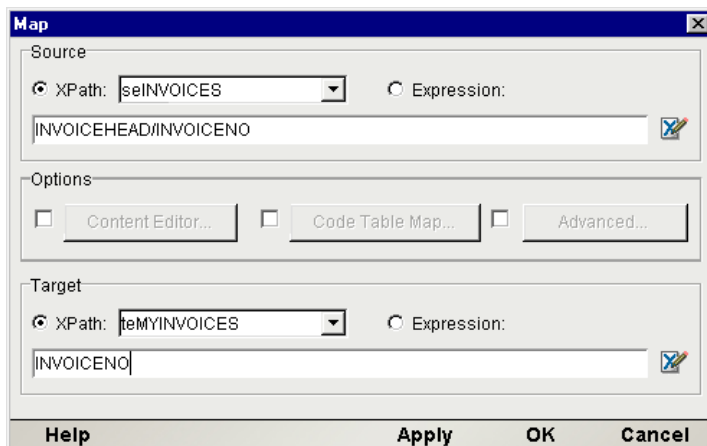 Map
Source
XPath: seINVOICES Expression:
INVOICEHEAD/INVOICENO
Options
Content Editor... Code Table Map... Advanced...
Target
XPath: teMYINVOICES Expression:
INVOICENO
Help Apply OK Cancel